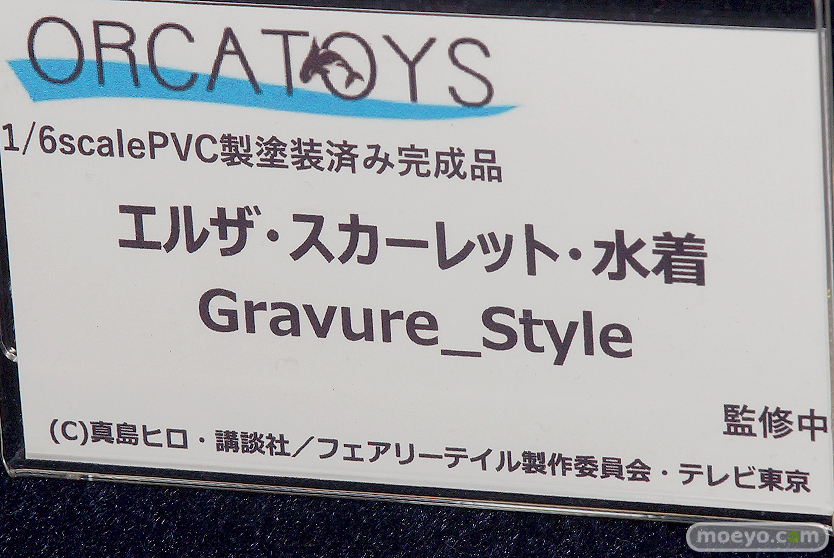 ORCATOYS
1/6scalePVC製塗装済み完成品
エルザ・スカーレット・水着
Gravure_Style
監修中
(C)真島ヒロ・講談社／フェアリーテイル製作委員会・テレビ東京
moeyo.com